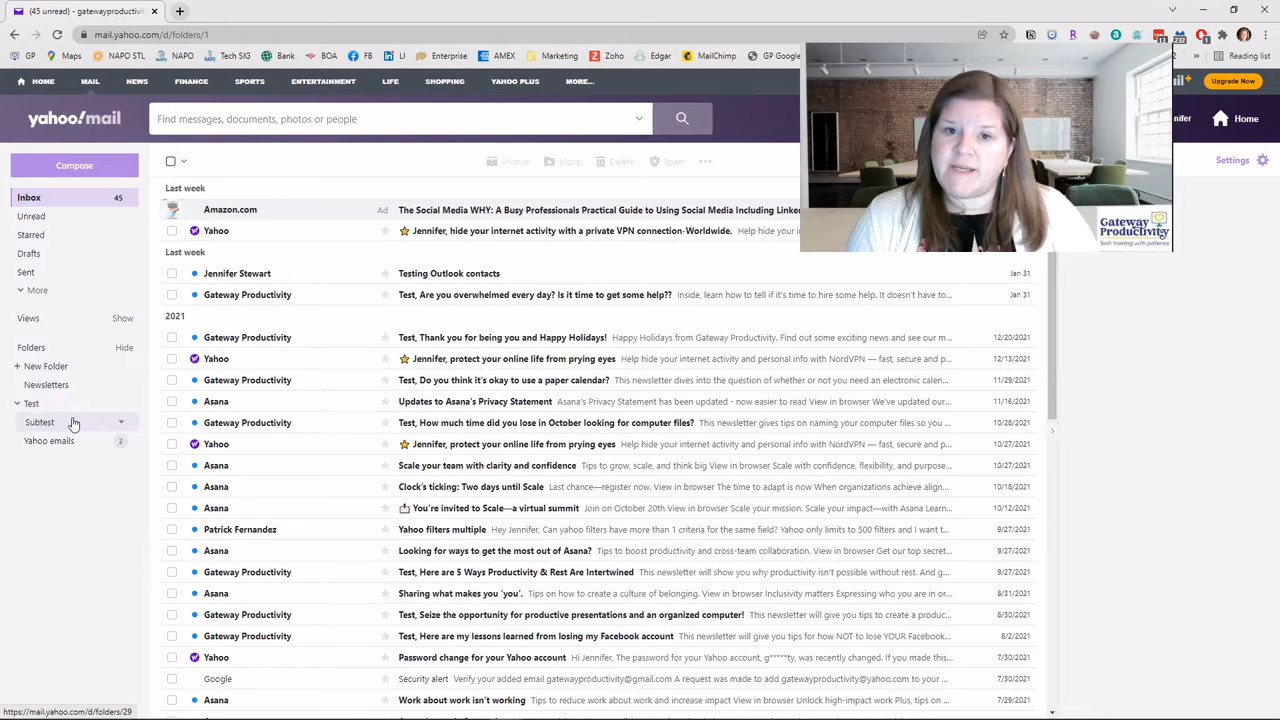 (45 unread) - gatewayproductivit
mail.yahoo.com/d/folders/1
GP Maps NAPO STL NAPO STL Tech SIG Bank BOA FB LI Enterprise AMEX Marketing Zoho Edgar MailChimp GP Google
Reading list
HOME MAIL NEWS FINANCE SPORTS ENTERTAINMENT LIFE SHOPPING YAHOO PLUS MORE...
Upgrade Now
yahoo!mail
Find messages, documents, photos or people
nifer
Home
Compose
Archive Move Delete Spam
Settings
Inbox 45
Unread
Starred
Drafts
Sent
More
Views Show
Folders Hide
+ New Folder
Newsletters
Test
Subtest
Yahoo emails 3
Last week
Amazon.com Ad The Social Media WHY: A Busy Professionals Practical Guide to Using Social Media Including Linke
Yahoo Jennifer, hide your internet activity with a private VPN connection-Worldwide. Help hide your in
Last week
Jennifer Stewart Testing Outlook contacts Jan 31
Gateway Productivity Test, Are you overwhelmed every day? Is it time to get some help?? Inside, learn how to tell if it's time to hire some help. It doesn't have to... Jan 31
2021
Gateway Productivity Test, Thank you for being you and Happy Holidays! Happy Holidays from Gateway Productivity. Find out some exciting news and see our m... 12/20/2021
Yahoo Jennifer, protect your online life from prying eyes Help hide your internet activity and personal info with NordVPN — fast, secure and p... 12/13/2021
Gateway Productivity Test, Do you think it's okay to use a paper calendar? This newsletter dives into the question of whether or not you need an electronic calen... 11/29/2021
Asana Updates to Asana's Privacy Statement Asana's Privacy Statement has been updated - now easier to read View in browser We've updated our... 11/16/2021
Gateway Productivity Test, How much time did you lose in October looking for computer files? This newsletter gives tips on naming your computer files so you ... 10/28/2021
Yahoo Jennifer, protect your online life from prying eyes Help hide your internet activity and personal info with NordVPN — fast, secure and p... 10/27/2021
Asana Scale your team with clarity and confidence Tips to grow, scale, and think big View in browser Scale with confidence, flexibility, and purpose... 10/27/2021
Asana Clock's ticking: Two days until Scale Last chance—register now. View in browser The time to adapt is now When organizations achieve align... 10/18/2021
Asana You're invited to Scale—a virtual summit Join on October 20th View in browser Scale your mission. Scale your impact—with Asana Learn... 10/12/2021
Patrick Fernandez Yahoo filters multiple Hey Jennifer, Can yahoo filters have more than 1 criteria for the same field? Yahoo only limits to 500 filters and I want t... 9/27/2021
Asana Looking for ways to get the most out of Asana? Tips to boost productivity and cross-team collaboration. View in browser Get our top secret... 9/27/2021
Gateway Productivity Test, Here are 5 Ways Productivity & Rest Are Intertwined This newsletter will show you why productivity isn't possible without rest. And g... 9/27/2021
Asana Sharing what makes you 'you'. Tips on how to create a culture of belonging. View in browser Inclusivity matters Expressing who you are in or... 8/31/2021
Gateway Productivity Test, Seize the opportunity for productive presentations and an organized computer! This newsletter will give you tips to create a produc... 8/30/2021
Gateway Productivity Test, Here are my lessons learned from losing my Facebook account This newsletter will give you tips for how NOT to lose YOUR Facebook... 8/2/2021
Yahoo Password change for your Yahoo account Hi Jennifer, The password for your Yahoo account, g*****ty, was recently changed. If you made this... 7/30/2021
Google Security alert Verify your added email gatewayproductivity@gmail.com A request was made to add gatewayproductivity@yahoo.com to your G... 7/30/2021
Asana Work about work isn't working Tips to reduce work about work and increase impact View in browser Unlock high-impact work Plus, tips on ho... 7/29/2021
https://mail.yahoo.com/d/folders/29
Gateway
Productivity
Tech training with patience